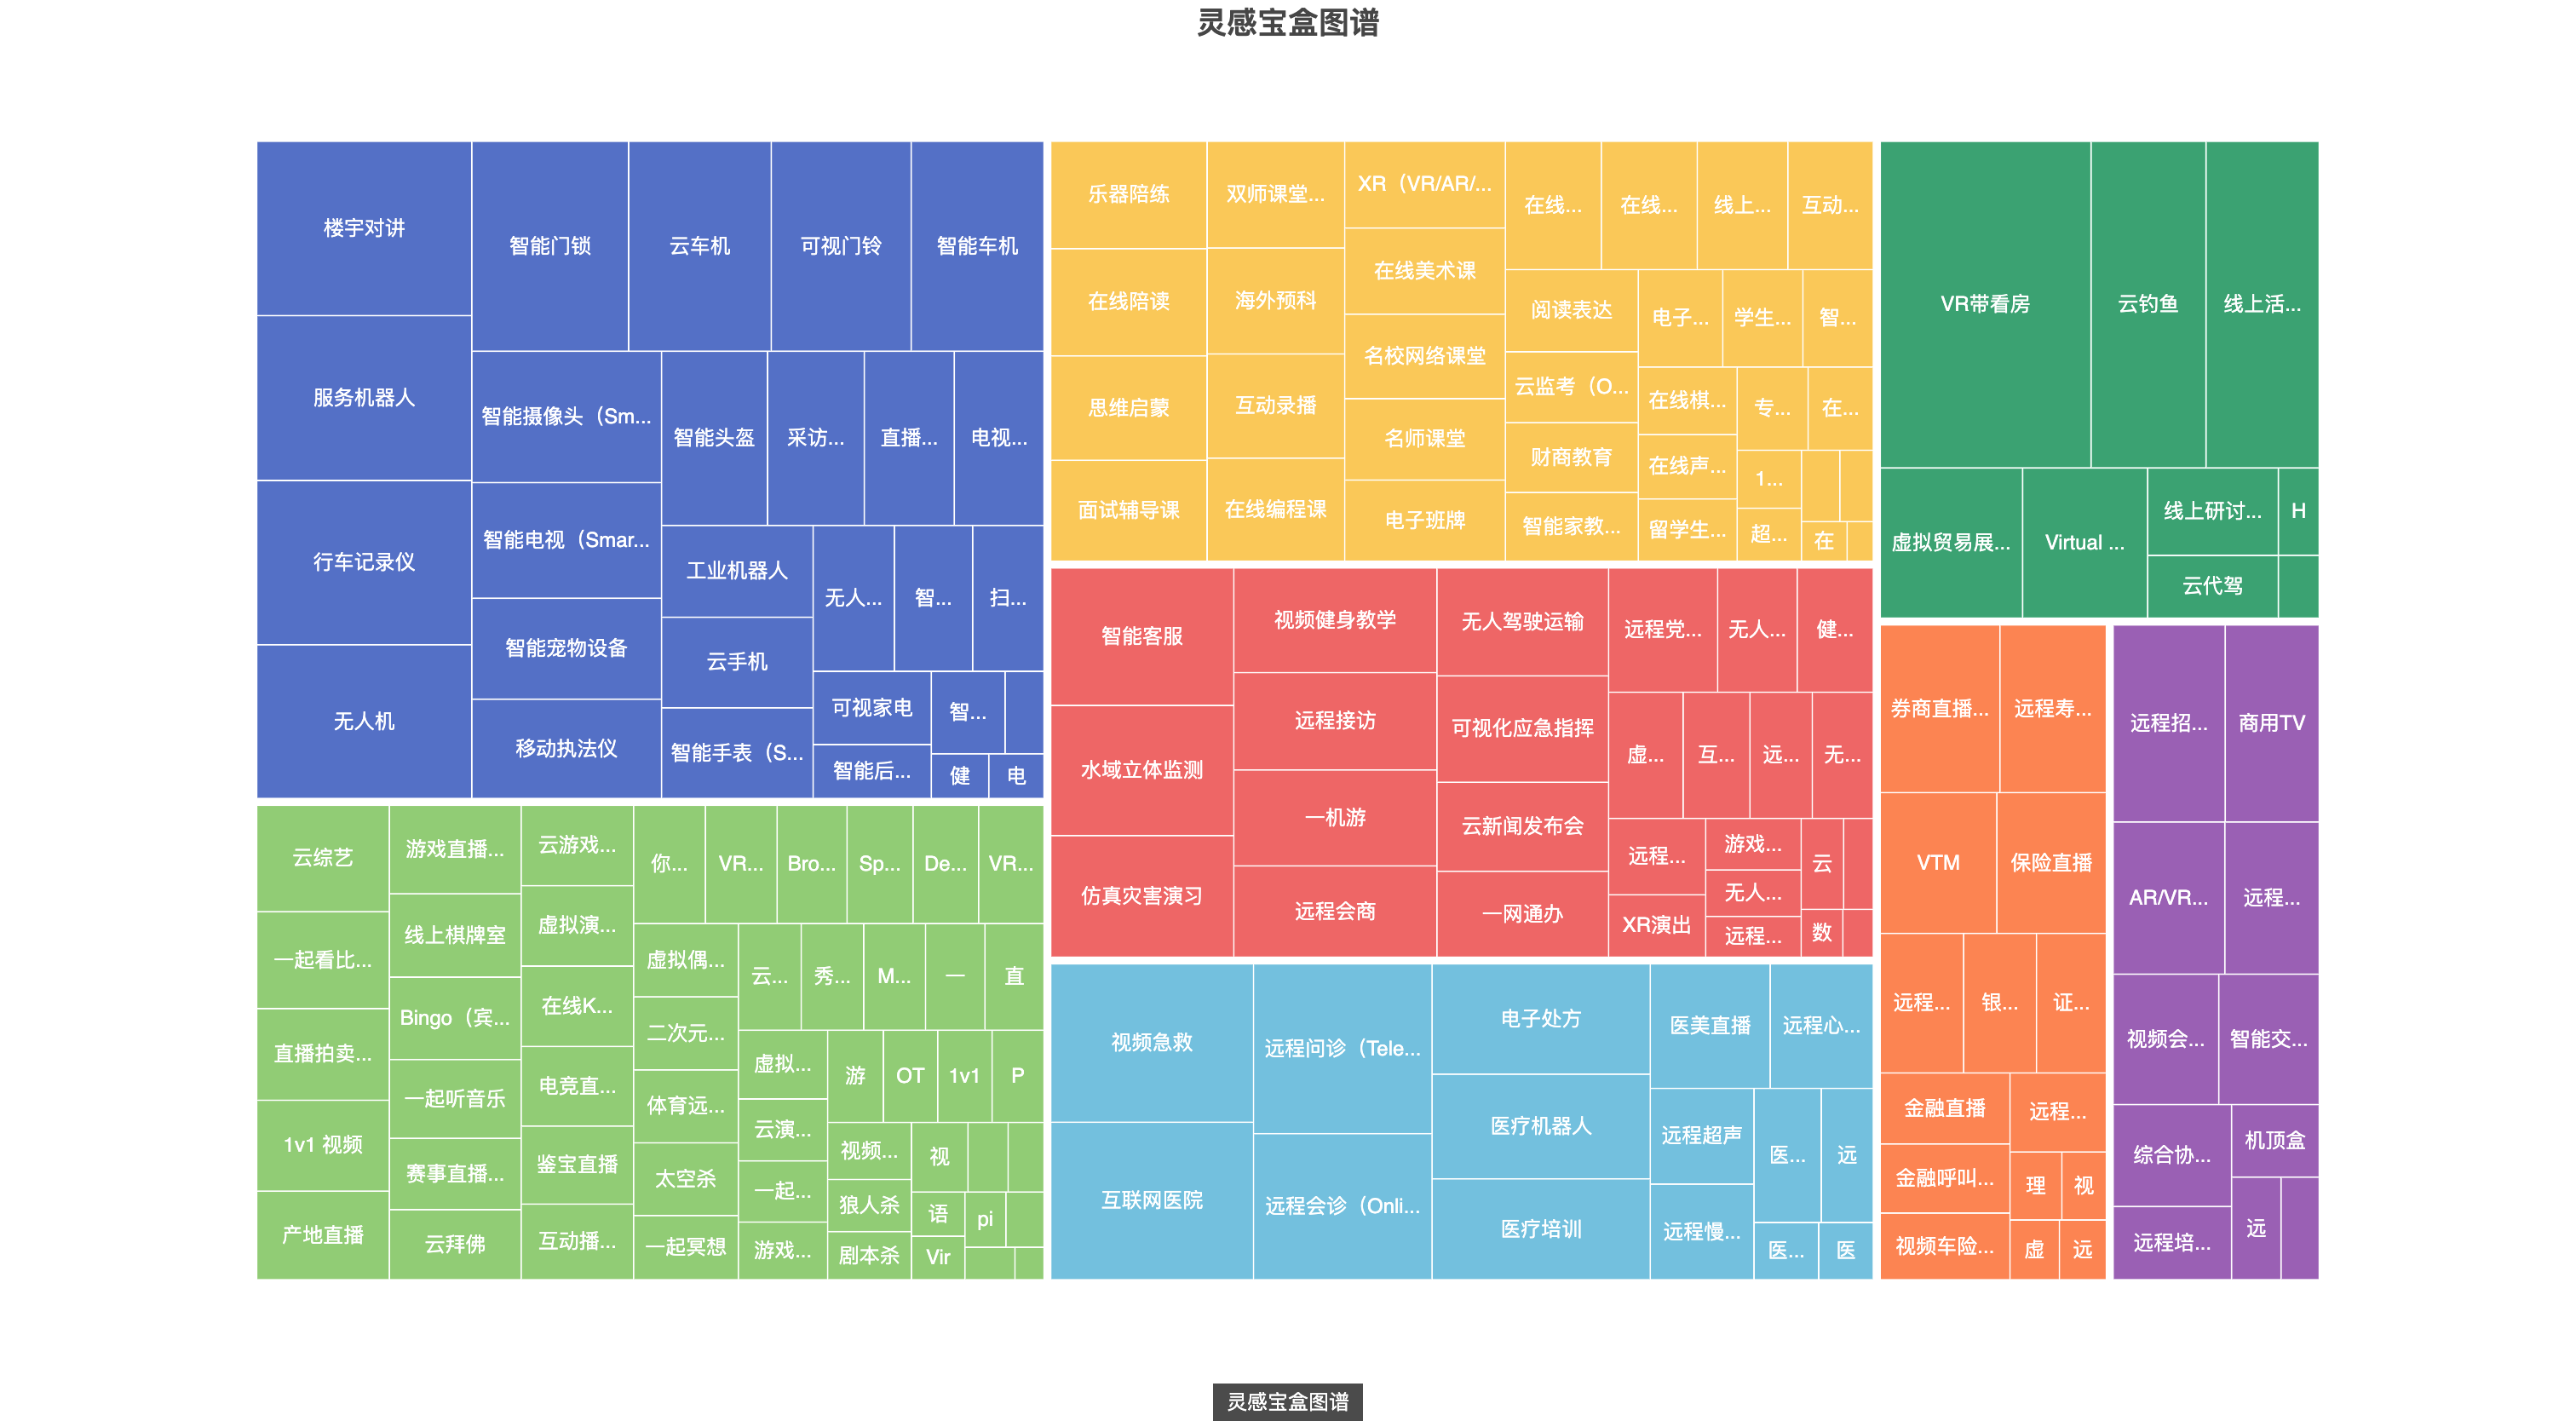 灵感宝盒图谱
楼宇对讲
服务机器人
行车记录仪
无人机
智能门锁
云车机
可视门铃
智能车机
智能摄像头（Sm...
智能电视（Smar...
智能宠物设备
移动执法仪
智能头盔
采访...
直播...
电视...
工业机器人
云手机
智能手表（S...
无人...
智...
扫...
可视家电
智能后...
智...
健
电
云综艺
一起看比...
直播拍卖...
1v1 视频
产地直播
游戏直播...
线上棋牌室
Bingo（宾...
一起听音乐
赛事直播...
云拜佛
云游戏...
虚拟演...
在线K...
电竞直...
鉴宝直播
互动播...
你...
VR...
Bro...
Sp...
De...
VR...
虚拟偶...
二次元...
体育远...
太空杀
一起冥想
云...
秀...
M...
一
直
虚拟...
云演...
一起...
游戏...
游
OT
1v1
P
视频...
狼人杀
剧本杀
视
语
Vir
pi
乐器陪练
在线陪读
思维启蒙
面试辅导课
双师课堂...
海外预科
互动录播
在线编程课
XR（VR/AR/...
在线美术课
名校网络课堂
名师课堂
电子班牌
在线...
在线...
线上...
互动...
阅读表达
云监考（O...
财商教育
智能家教...
电子...
学生...
智...
在线棋...
在线声...
留学生...
专...
在...
1...
超...
在
智能客服
水域立体监测
仿真灾害演习
视频健身教学
远程接访
一机游
远程会商
无人驾驶运输
可视化应急指挥
云新闻发布会
一网通办
远程党...
无人...
健...
虚...
互...
远...
无...
远程...
XR演出
游戏...
无人...
远程...
云
数
视频急救
互联网医院
远程问诊（Tele...
远程会诊（Onli...
电子处方
医疗机器人
医疗培训
医美直播
远程心...
远程超声
远程慢...
医...
远
医...
医
VR带看房
云钓鱼
线上活...
虚拟贸易展...
Virtual ...
线上研讨...
云代驾
H
券商直播...
远程寿...
VTM
保险直播
远程...
银...
证...
金融直播
金融呼叫...
视频车险...
远程...
理
视
虚
远
远程招...
商用TV
AR/VR...
远程...
视频会...
智能交...
综合协...
远程培...
机顶盒
远
灵感宝盒图谱